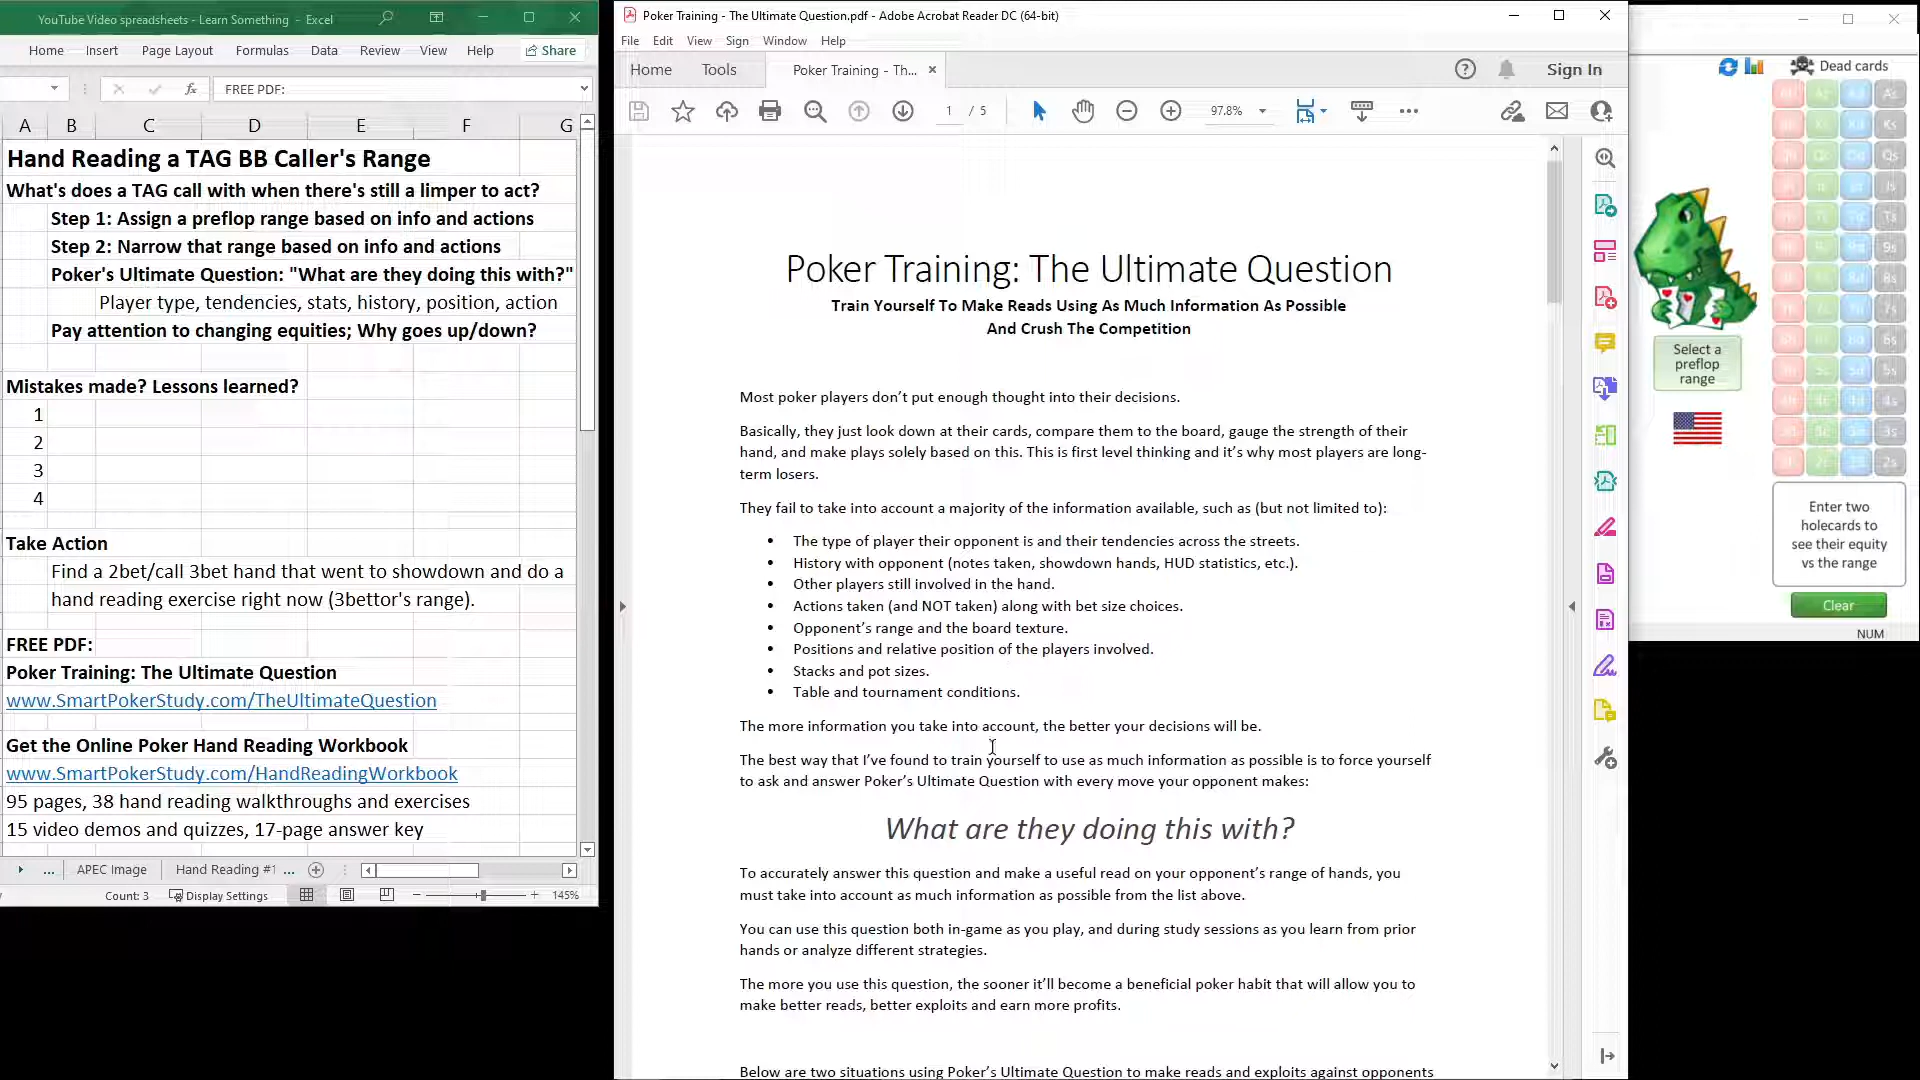 YouTube Video spreadsheets - Learn Something - Excel
Home Insert Page Layout Formulas Data Review View Help Share
fx FREE PDF:
A B C D E F G
Hand Reading a TAG BB Caller's Range
What's does a TAG call with when there's still a limper to act?
Step 1: Assign a preflop range based on info and actions
Step 2: Narrow that range based on info and actions
Poker's Ultimate Question: "What are they doing this with?"
Player type, tendencies, stats, history, position, action
Pay attention to changing equities; Why goes up/down?
Mistakes made? Lessons learned?
1
2
3
4
Take Action
Find a 2bet/call 3bet hand that went to showdown and do a
hand reading exercise right now (3bettor's range).
FREE PDF:
Poker Training: The Ultimate Question
www.SmartPokerStudy.com/TheUltimateQuestion
Get the Online Poker Hand Reading Workbook
www.SmartPokerStudy.com/HandReadingWorkbook
95 pages, 38 hand reading walkthroughs and exercises
15 video demos and quizzes, 17-page answer key
... APEC Image Hand Reading #1 ...
Count: 3 Display Settings 145%
Poker Training - The Ultimate Question.pdf - Adobe Acrobat Reader DC (64-bit)
File Edit View Sign Window Help
Home Tools Poker Training - Th... Sign In
1 / 5 97.8%
Poker Training: The Ultimate Question
Train Yourself To Make Reads Using As Much Information As Possible
And Crush The Competition
Most poker players don't put enough thought into their decisions.
Basically, they just look down at their cards, compare them to the board, gauge the strength of their
hand, and make plays solely based on this. This is first level thinking and it's why most players are long-
term losers.
They fail to take into account a majority of the information available, such as (but not limited to):
• The type of player their opponent is and their tendencies across the streets.
• History with opponent (notes taken, showdown hands, HUD statistics, etc.).
• Other players still involved in the hand.
• Actions taken (and NOT taken) along with bet size choices.
• Opponent's range and the board texture.
• Positions and relative position of the players involved.
• Stacks and pot sizes.
• Table and tournament conditions.
The more information you take into account, the better your decisions will be.
The best way that I've found to train yourself to use as much information as possible is to force yourself
to ask and answer Poker's Ultimate Question with every move your opponent makes:
What are they doing this with?
To accurately answer this question and make a useful read on your opponent's range of hands, you
must take into account as much information as possible from the list above.
You can use this question both in-game as you play, and during study sessions as you learn from prior
hands or analyze different strategies.
The more you use this question, the sooner it'll become a beneficial poker habit that will allow you to
make better reads, better exploits and earn more profits.
Below are two situations using Poker's Ultimate Question to make reads and exploits against opponents
Dead cards
As
Ks
Qs
Js
Ts
9s
8s
6s
5s
4s
3s
2s
Select a
preflop
range
Enter two
holecards to
see their equity
vs the range
Clear
NUM